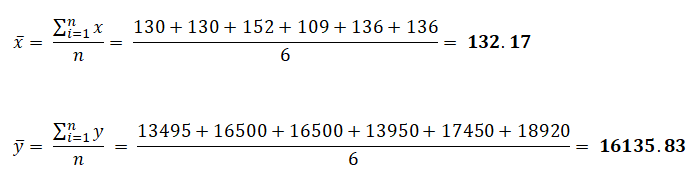 x̄ = ∑ⁿᵢ₌₁ x / n = 130 + 130 + 152 + 109 + 136 + 136 / 6 = 132.17
ȳ = ∑ⁿᵢ₌₁ y / n = 13495 + 16500 + 16500 + 13950 + 17450 + 18920 / 6 = 16135.83